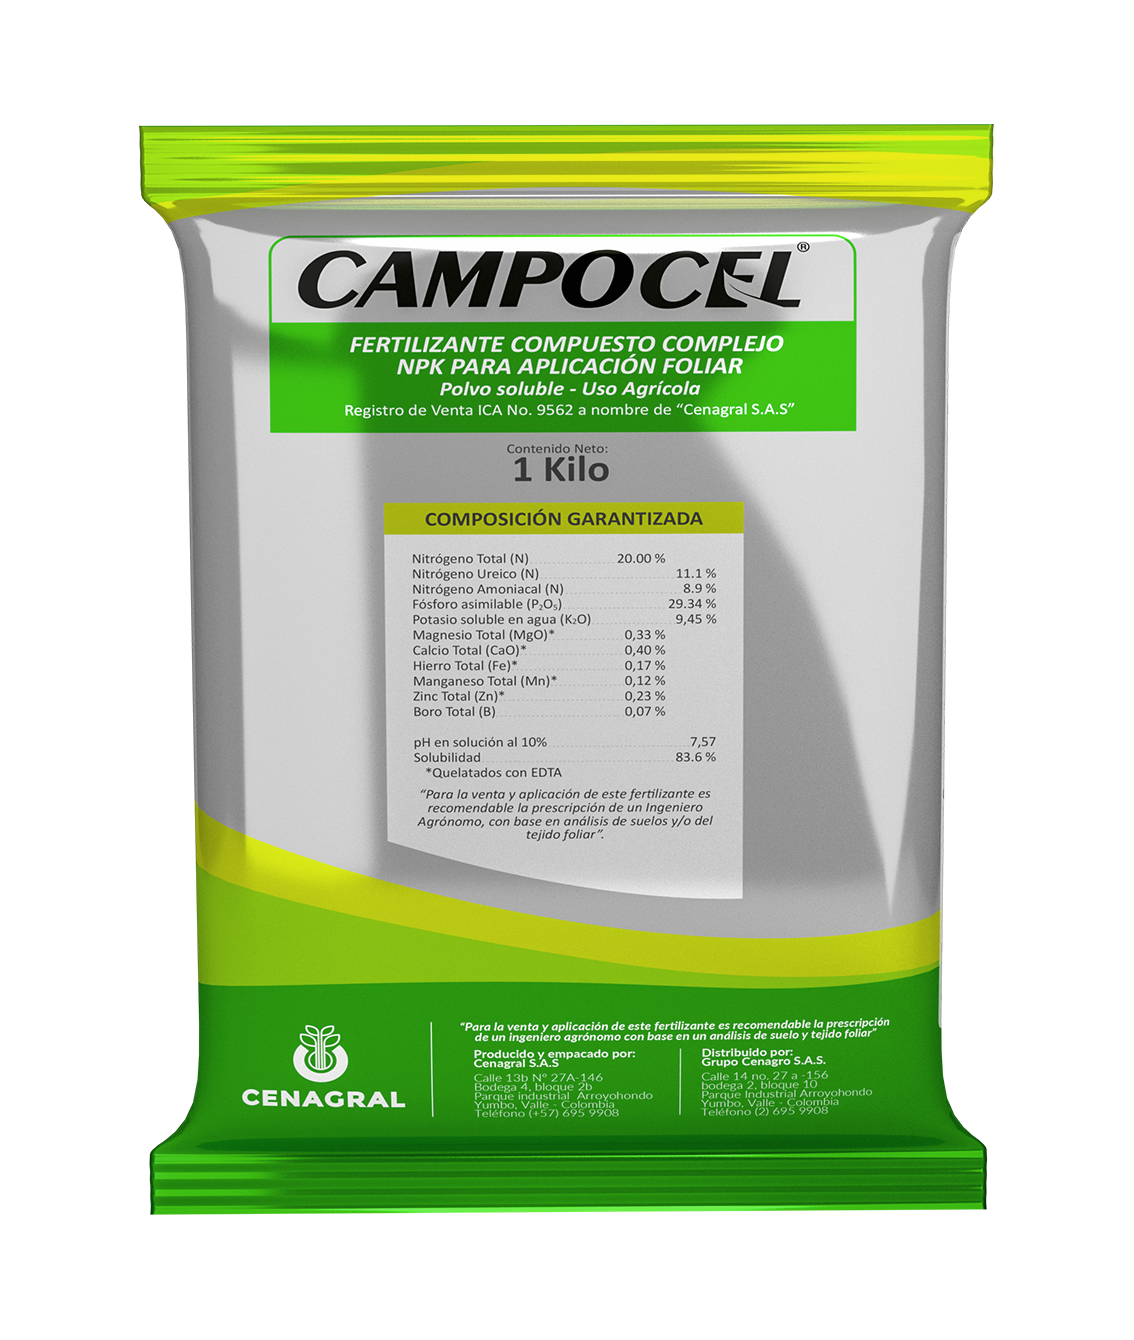 CAMPOCEL®
FERTILIZANTE COMPUESTO COMPLEJO
NPK PARA APLICACIÓN FOLIAR
Polvo soluble - Uso Agrícola
Registro de Venta ICA No. 9562 a nombre de “Cenagral S.A.S”
Contenido Neto:
1 Kilo
COMPOSICIÓN GARANTIZADA
Nitrógeno Total (N) 20.00 %
Nitrógeno Ureico (N) 11.1 %
Nitrógeno Amoniacal (N) 8.9 %
Fósforo asimilable (P₂O₅) 29.34 %
Potasio soluble en agua (K₂O) 9,45 %
Magnesio Total (MgO)* 0,33 %
Calcio Total (CaO)* 0,40 %
Hierro Total (Fe)* 0,17 %
Manganeso Total (Mn)* 0,12 %
Zinc Total (Zn)* 0,23 %
Boro Total (B) 0,07 %
pH en solución al 10% 7,57
Solubilidad 83.6 %
*Quelatados con EDTA
“Para la venta y aplicación de este fertilizante es
recomendable la prescripción de un Ingeniero
Agrónomo, con base en análisis de suelos y/o del
tejido foliar”.
CENAGRAL
“Para la venta y aplicación de este fertilizante es recomendable la prescripción
de un ingeniero agrónomo con base en un análisis de suelo y tejido foliar”
Producido y empacado por:
Cenagral S.A.S
Calle 13b N° 27A-146
Bodega 4, bloque 2b
Parque industrial Arroyohondo
Yumbo, Valle - Colombia
Teléfono (+57) 695 9908
Distribuido por:
Grupo Cenagro S.A.S.
Calle 14 no. 27 a -156
bodega 2, bloque 10
Parque Industrial Arroyohondo
Yumbo, Valle - Colombia
Teléfono (2) 695 9908